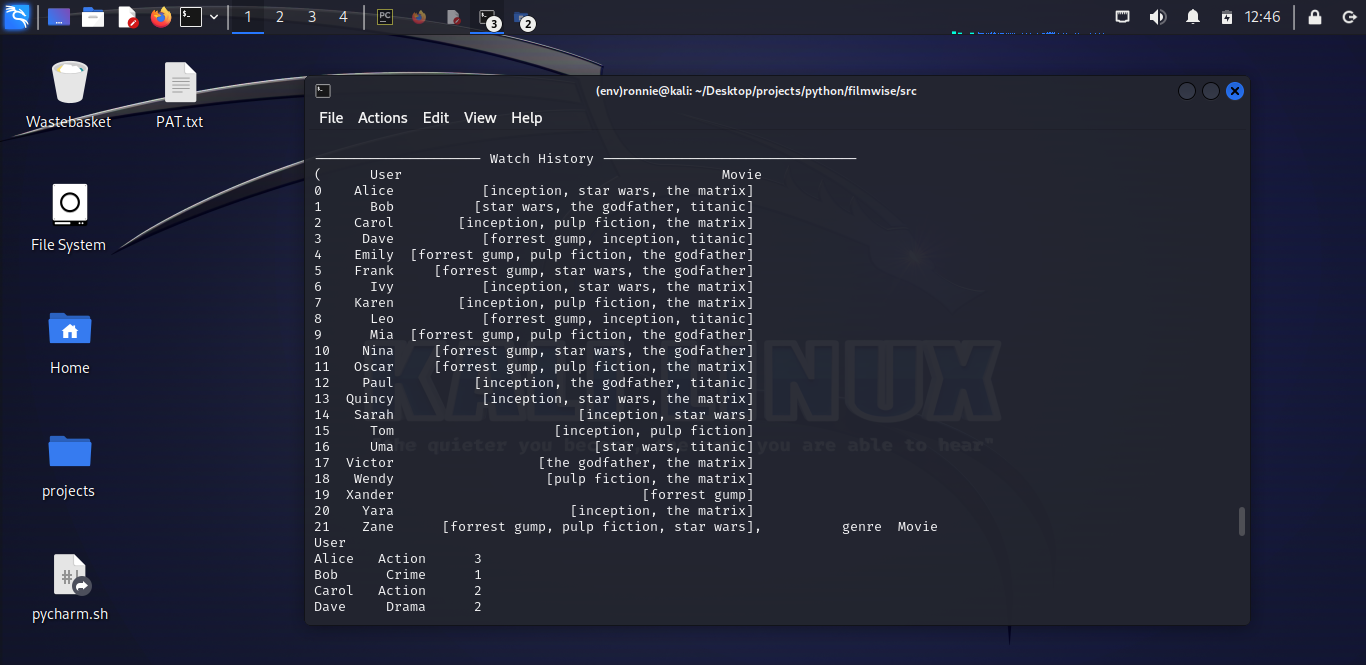 1 2 3 4 PC 3 2 12:46
Wastebasket
PAT.txt
File System
Home
projects
pycharm.sh
(env)ronnie@kali: ~/Desktop/projects/python/filmwise/src
File Actions Edit View Help
Watch History
( User Movie
0 Alice [inception, star wars, the matrix]
1 Bob [star wars, the godfather, titanic]
2 Carol [inception, pulp fiction, the matrix]
3 Dave [forrest gump, inception, titanic]
4 Emily [forrest gump, pulp fiction, the godfather]
5 Frank [forrest gump, star wars, the godfather]
6 Ivy [inception, star wars, the matrix]
7 Karen [inception, pulp fiction, the matrix]
8 Leo [forrest gump, inception, titanic]
9 Mia [forrest gump, pulp fiction, the godfather]
10 Nina [forrest gump, star wars, the godfather]
11 Oscar [forrest gump, pulp fiction, the matrix]
12 Paul [inception, the godfather, titanic]
13 Quincy [inception, star wars, the matrix]
14 Sarah [inception, star wars]
15 Tom [inception, pulp fiction]
16 Uma [star wars, titanic]
17 Victor [the godfather, the matrix]
18 Wendy [pulp fiction, the matrix]
19 Xander [forrest gump]
20 Yara [inception, the matrix]
21 Zane [forrest gump, pulp fiction, star wars], genre Movie
User
Alice Action 3
Bob Crime 1
Carol Action 2
Dave Drama 2
KALI LINUX
the quieter you become, the more you are able to hear"